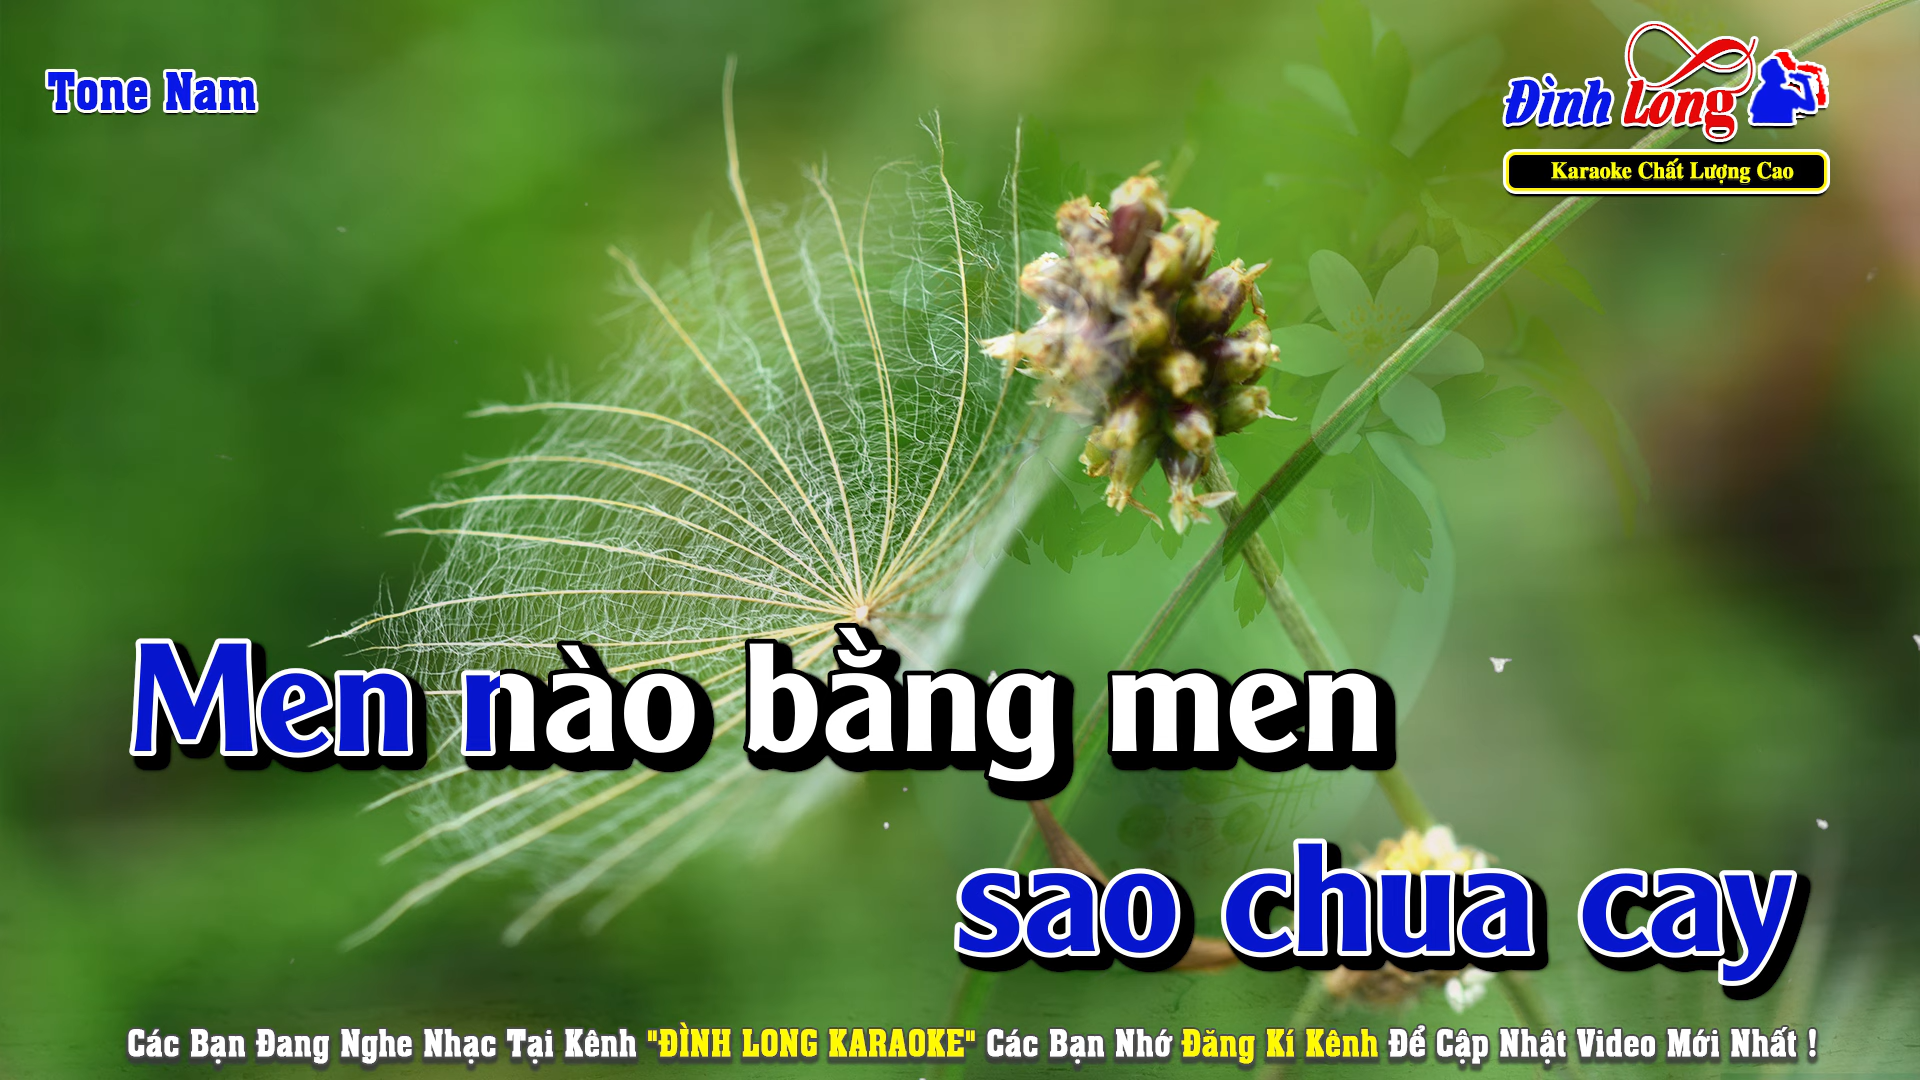 Tone Nam
Đình Long
Karaoke Chất Lượng Cao
Men nào bằng men
sao chua cay
Các Bạn Đang Nghe Nhạc Tại Kênh "ĐÌNH LONG KARAOKE" Các Bạn Nhớ Đăng Kí Kênh Để Cập Nhật Video Mới Nhất !